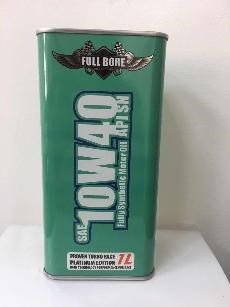 FULL BORE
SAE 10W40 API SN
Fully Synthetic Motor Oil
PROVEN TURBO RACE
PLATINUM EDITION
1L